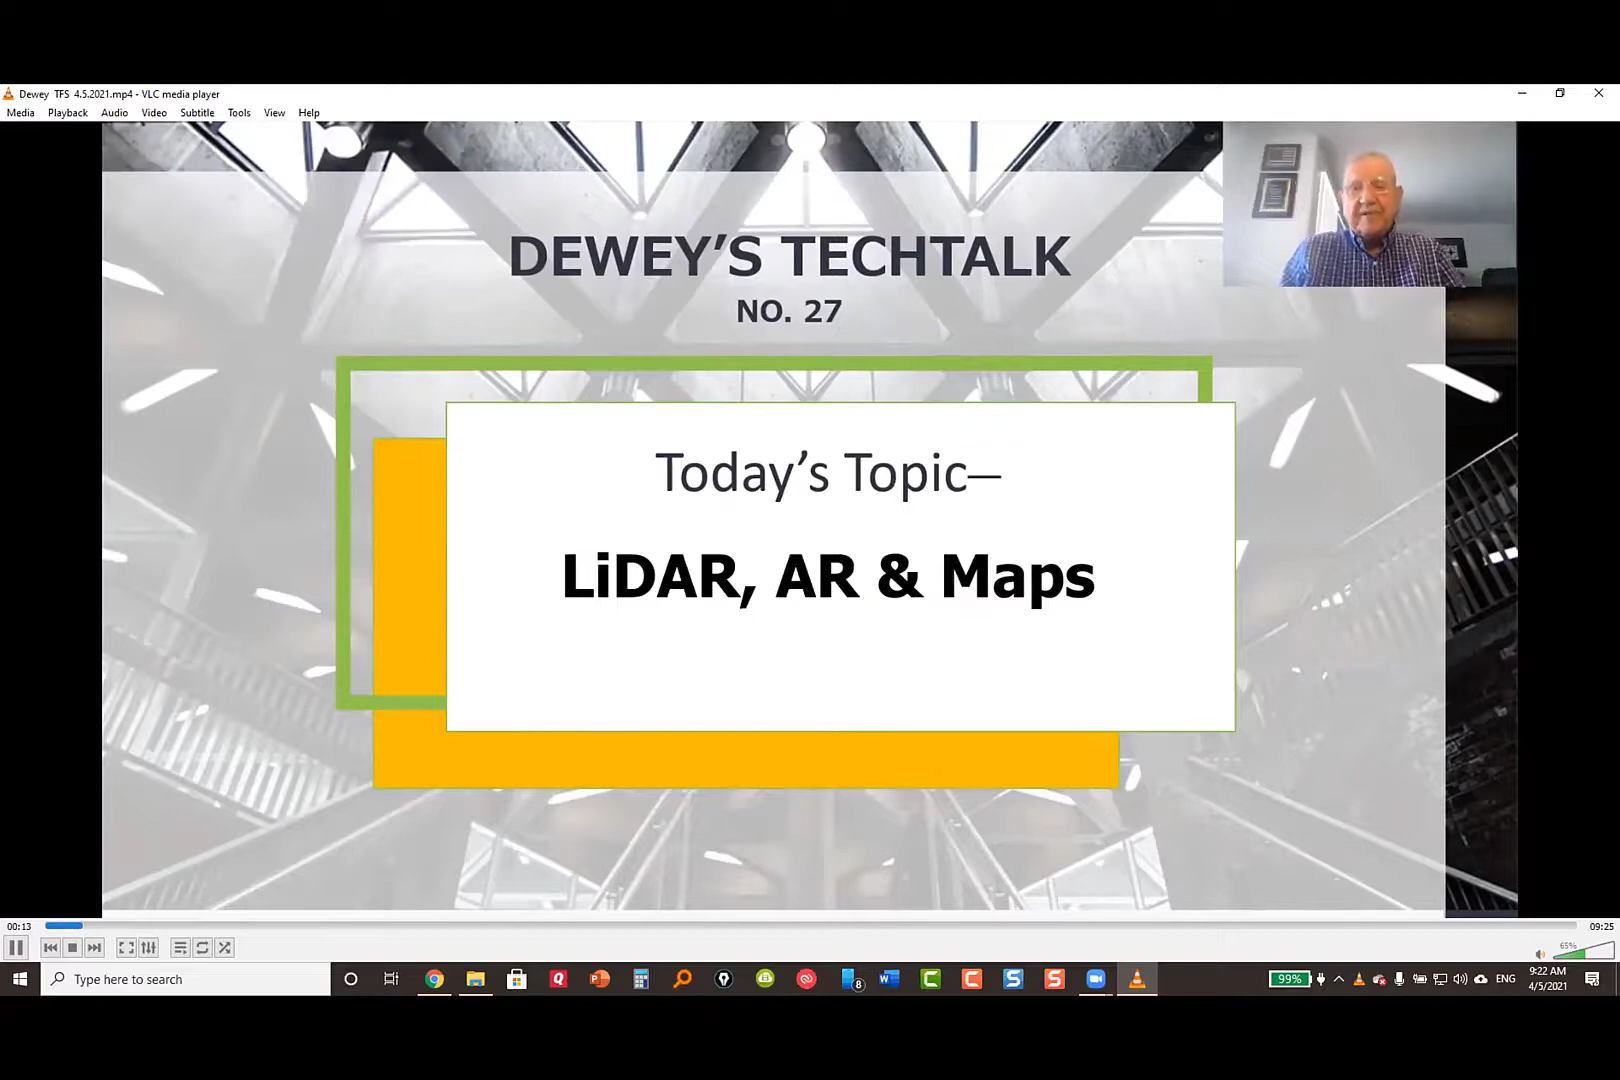 Dewey  TFS  4.5.2021.mp4 - VLC media player
Media Playback Audio Video Subtitle Tools View Help
DEWEY’S TECHTALK
NO. 27
Today’s Topic—
LiDAR, AR & Maps
00:13
09:25
65%
Type here to search
8
99%
ENG
9:22 AM
4/5/2021